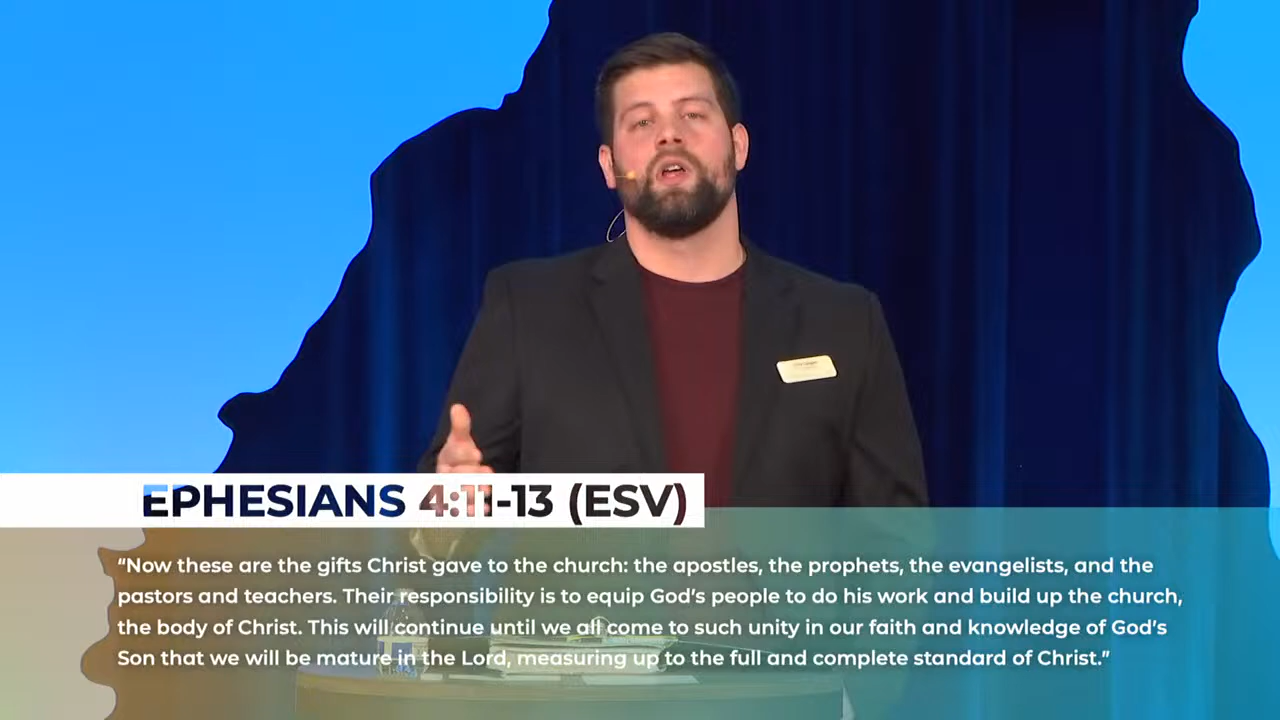 EPHESIANS 4:11-13 (ESV)
“Now these are the gifts Christ gave to the church: the apostles, the prophets, the evangelists, and the
pastors and teachers. Their responsibility is to equip God’s people to do his work and build up the church,
the body of Christ. This will continue until we all come to such unity in our faith and knowledge of God’s
Son that we will be mature in the Lord, measuring up to the full and complete standard of Christ.”